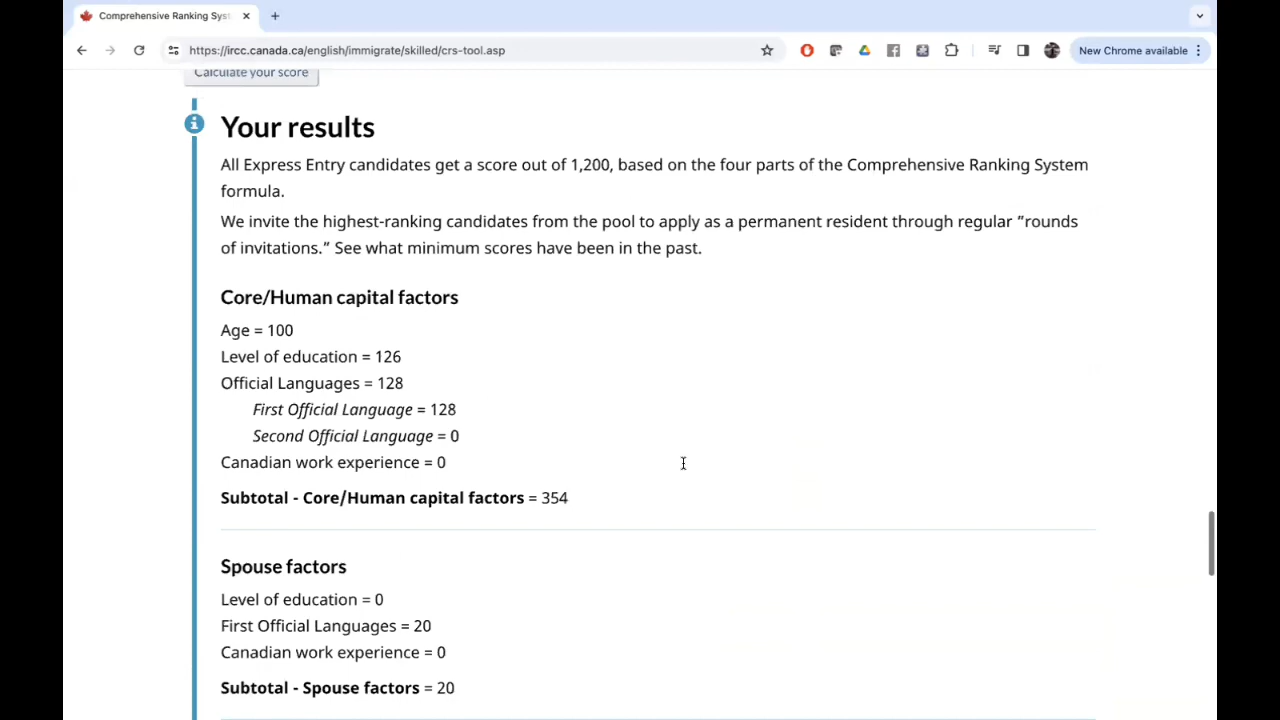 Comprehensive Ranking Syst
New Chrome available
https://ircc.canada.ca/english/immigrate/skilled/crs-tool.asp
Calculate your score
Your results
All Express Entry candidates get a score out of 1,200, based on the four parts of the Comprehensive Ranking System
formula.
We invite the highest-ranking candidates from the pool to apply as a permanent resident through regular "rounds
of invitations." See what minimum scores have been in the past.
Core/Human capital factors
Age = 100
Level of education = 126
Official Languages = 128
First Official Language = 128
Second Official Language = 0
Canadian work experience = 0
Subtotal - Core/Human capital factors = 354
Spouse factors
Level of education = 0
First Official Languages = 20
Canadian work experience = 0
Subtotal - Spouse factors = 20